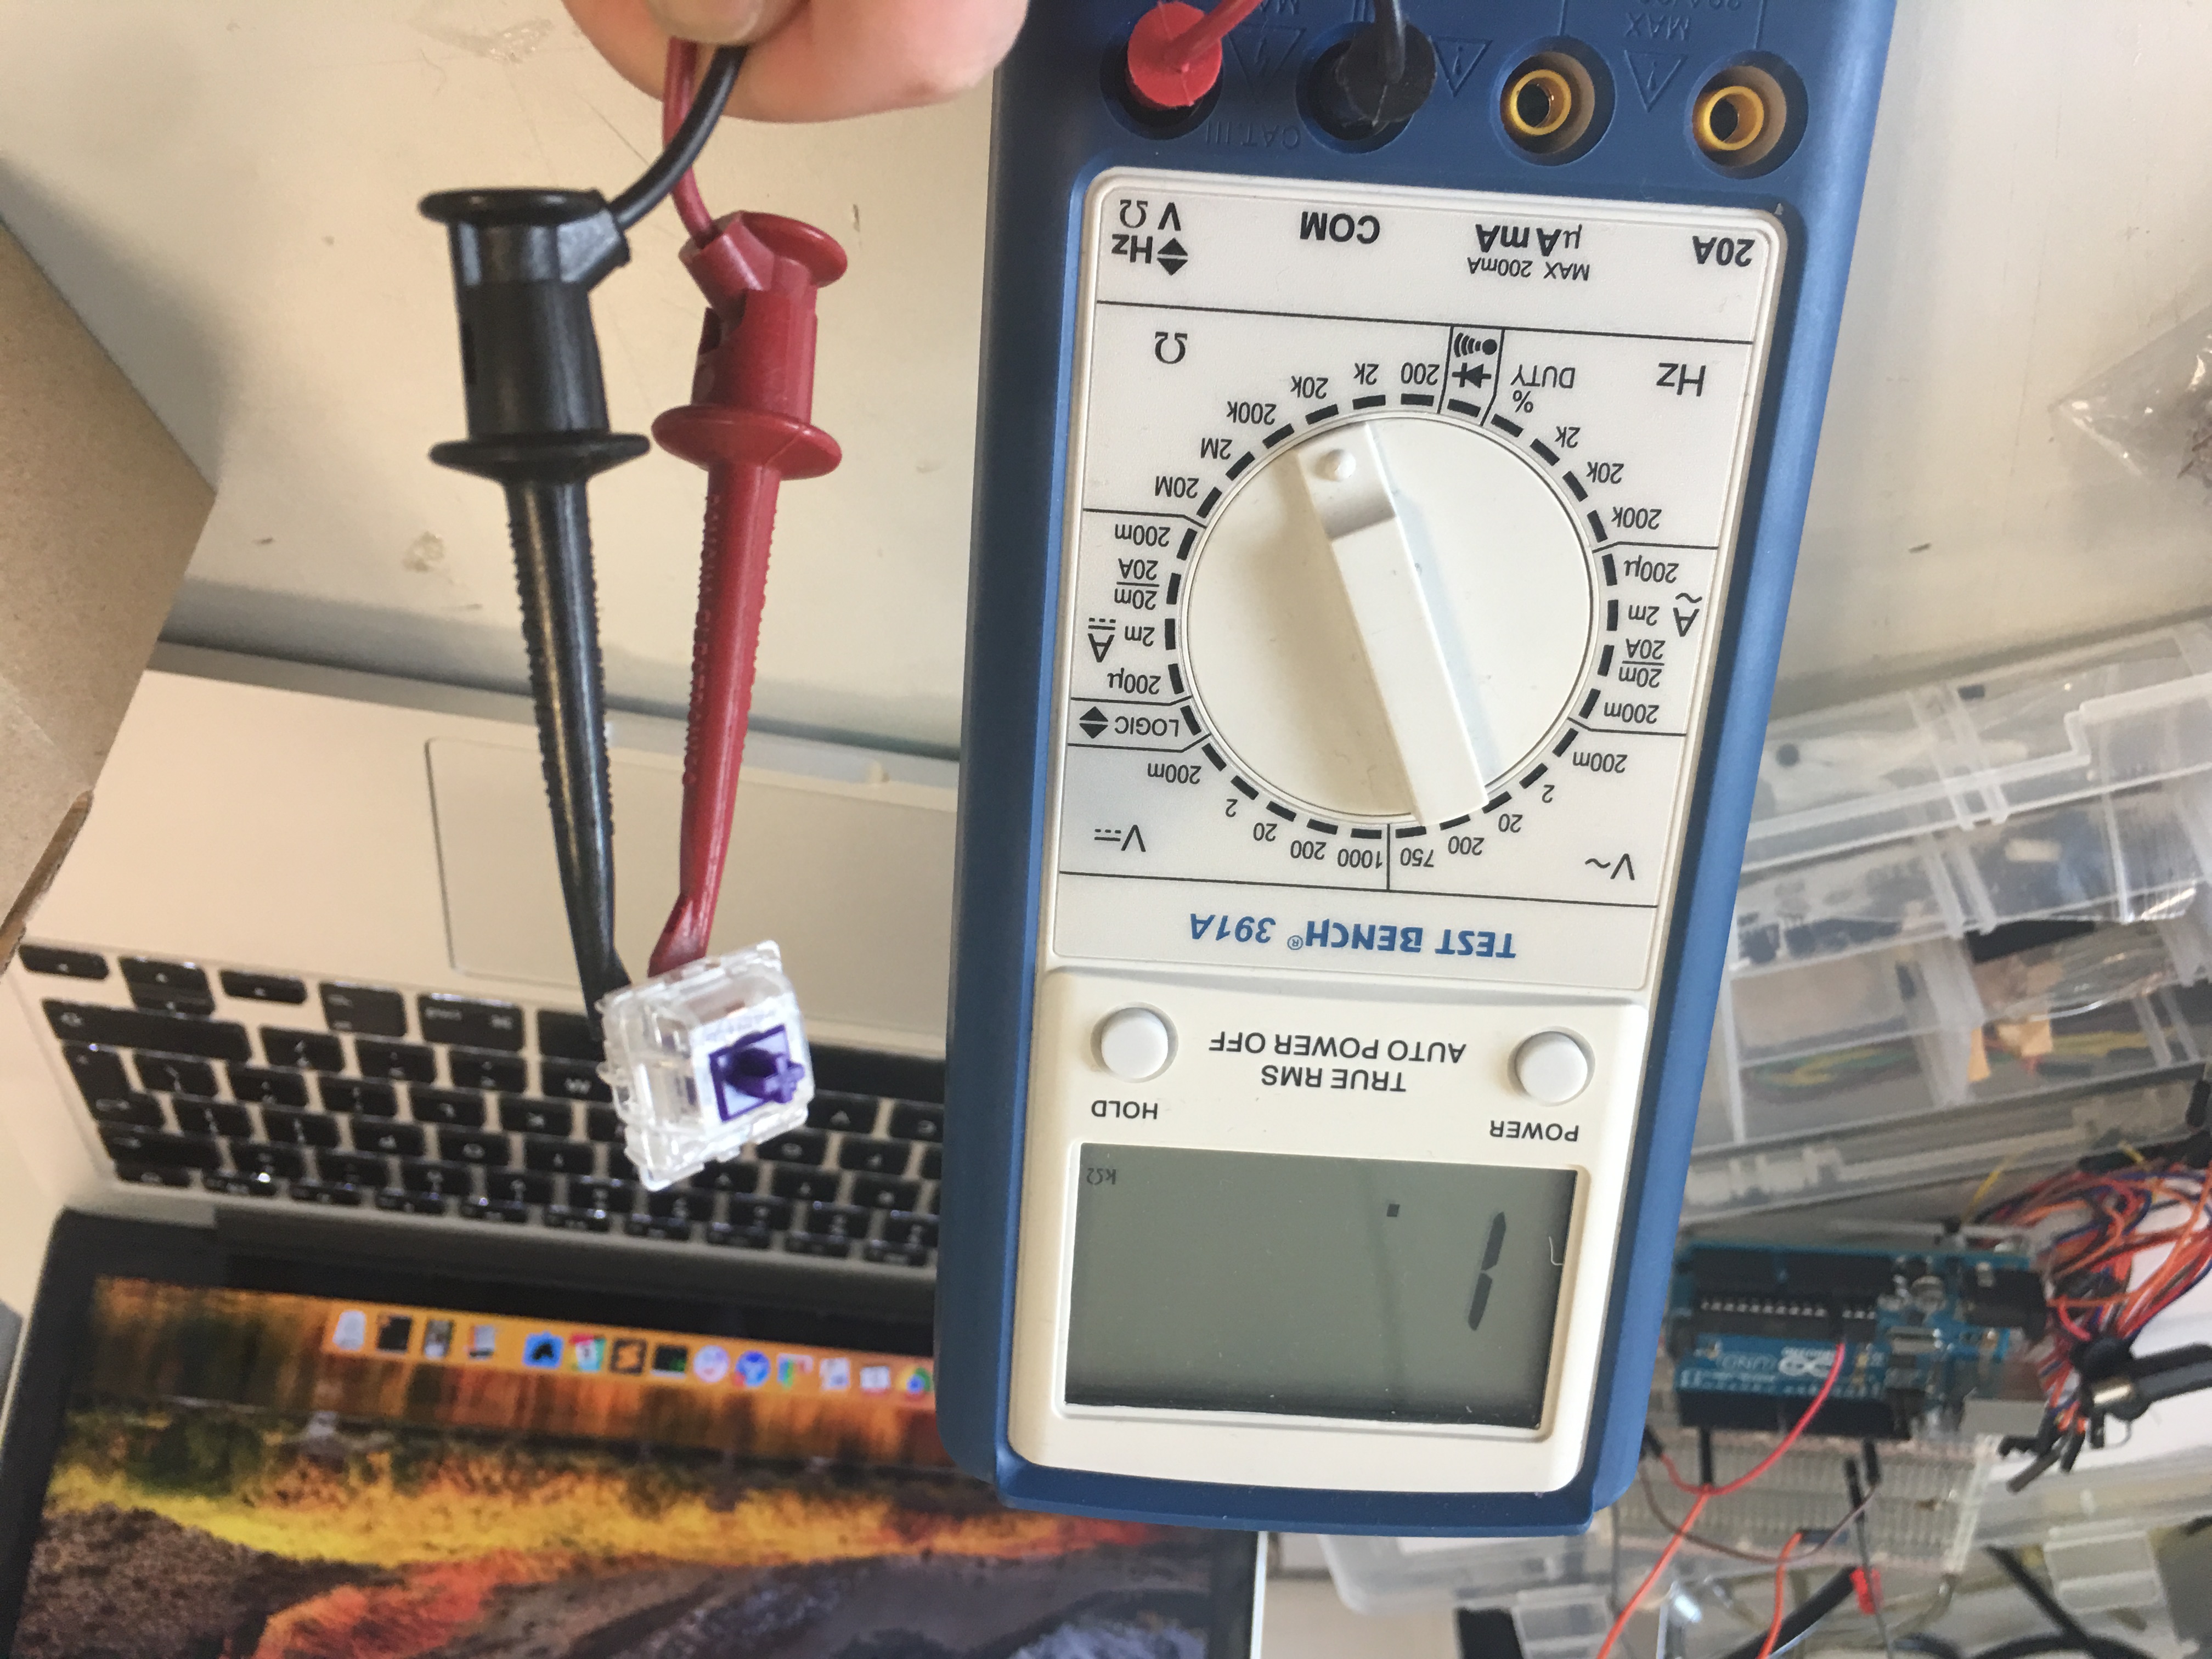 1.
kΩ
POWER
HOLD
TRUE RMS
AUTO POWER OFF
TEST BENCH® 391A
V~
20 200 750 1000 200 20
V⎓
2
2
200m
200m
200m
LOGIC
20m
20A
200µ
A
~
2m
2m
A
200µ
20m
20A
200m
200k
20M
20k
2M
2k
200k
Hz
%
DUTY
200
2k
20k
Ω
20A
MAX 200mA
µAmA
COM
Hz
V Ω
CAT. III
MAX